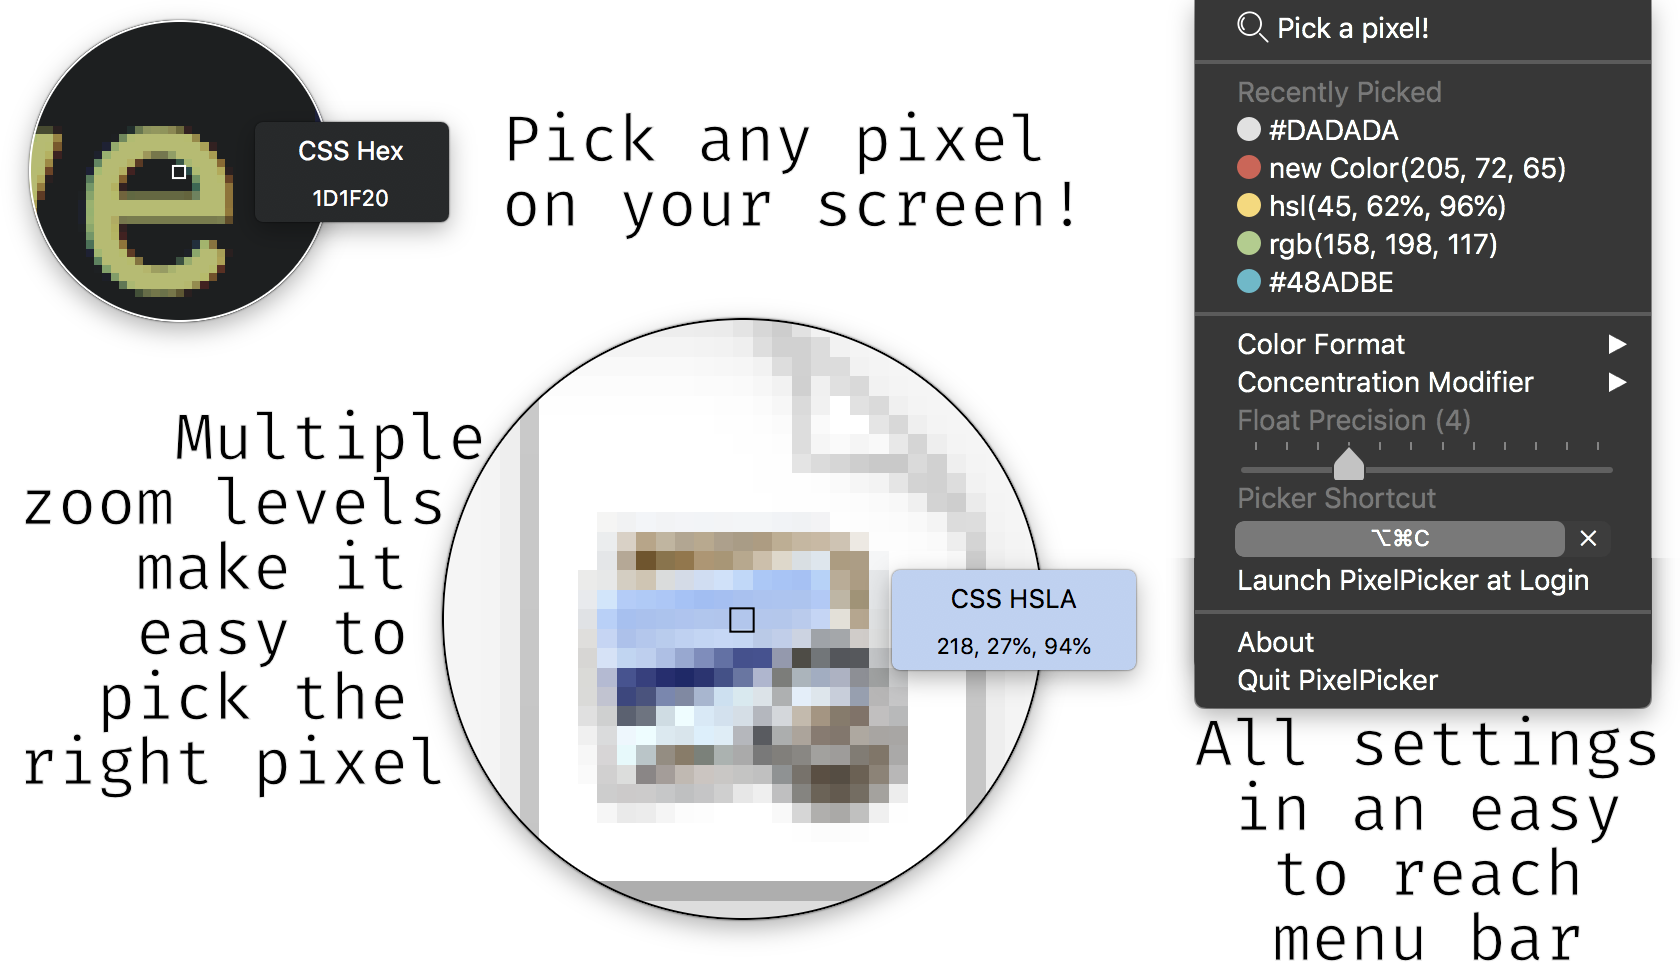 CSS Hex
1D1F20
Pick any pixel
on your screen!
Multiple
zoom levels
make it
easy to
pick the
right pixel
CSS HSLA
218, 27%, 94%
Pick a pixel!
Recently Picked
#DADADA
new Color(205, 72, 65)
hsl(45, 62%, 96%)
rgb(158, 198, 117)
#48ADBE
Color Format
Concentration Modifier
Float Precision (4)
Picker Shortcut
⌥⌘C
Launch PixelPicker at Login
About
Quit PixelPicker
All settings
in an easy
to reach
menu bar